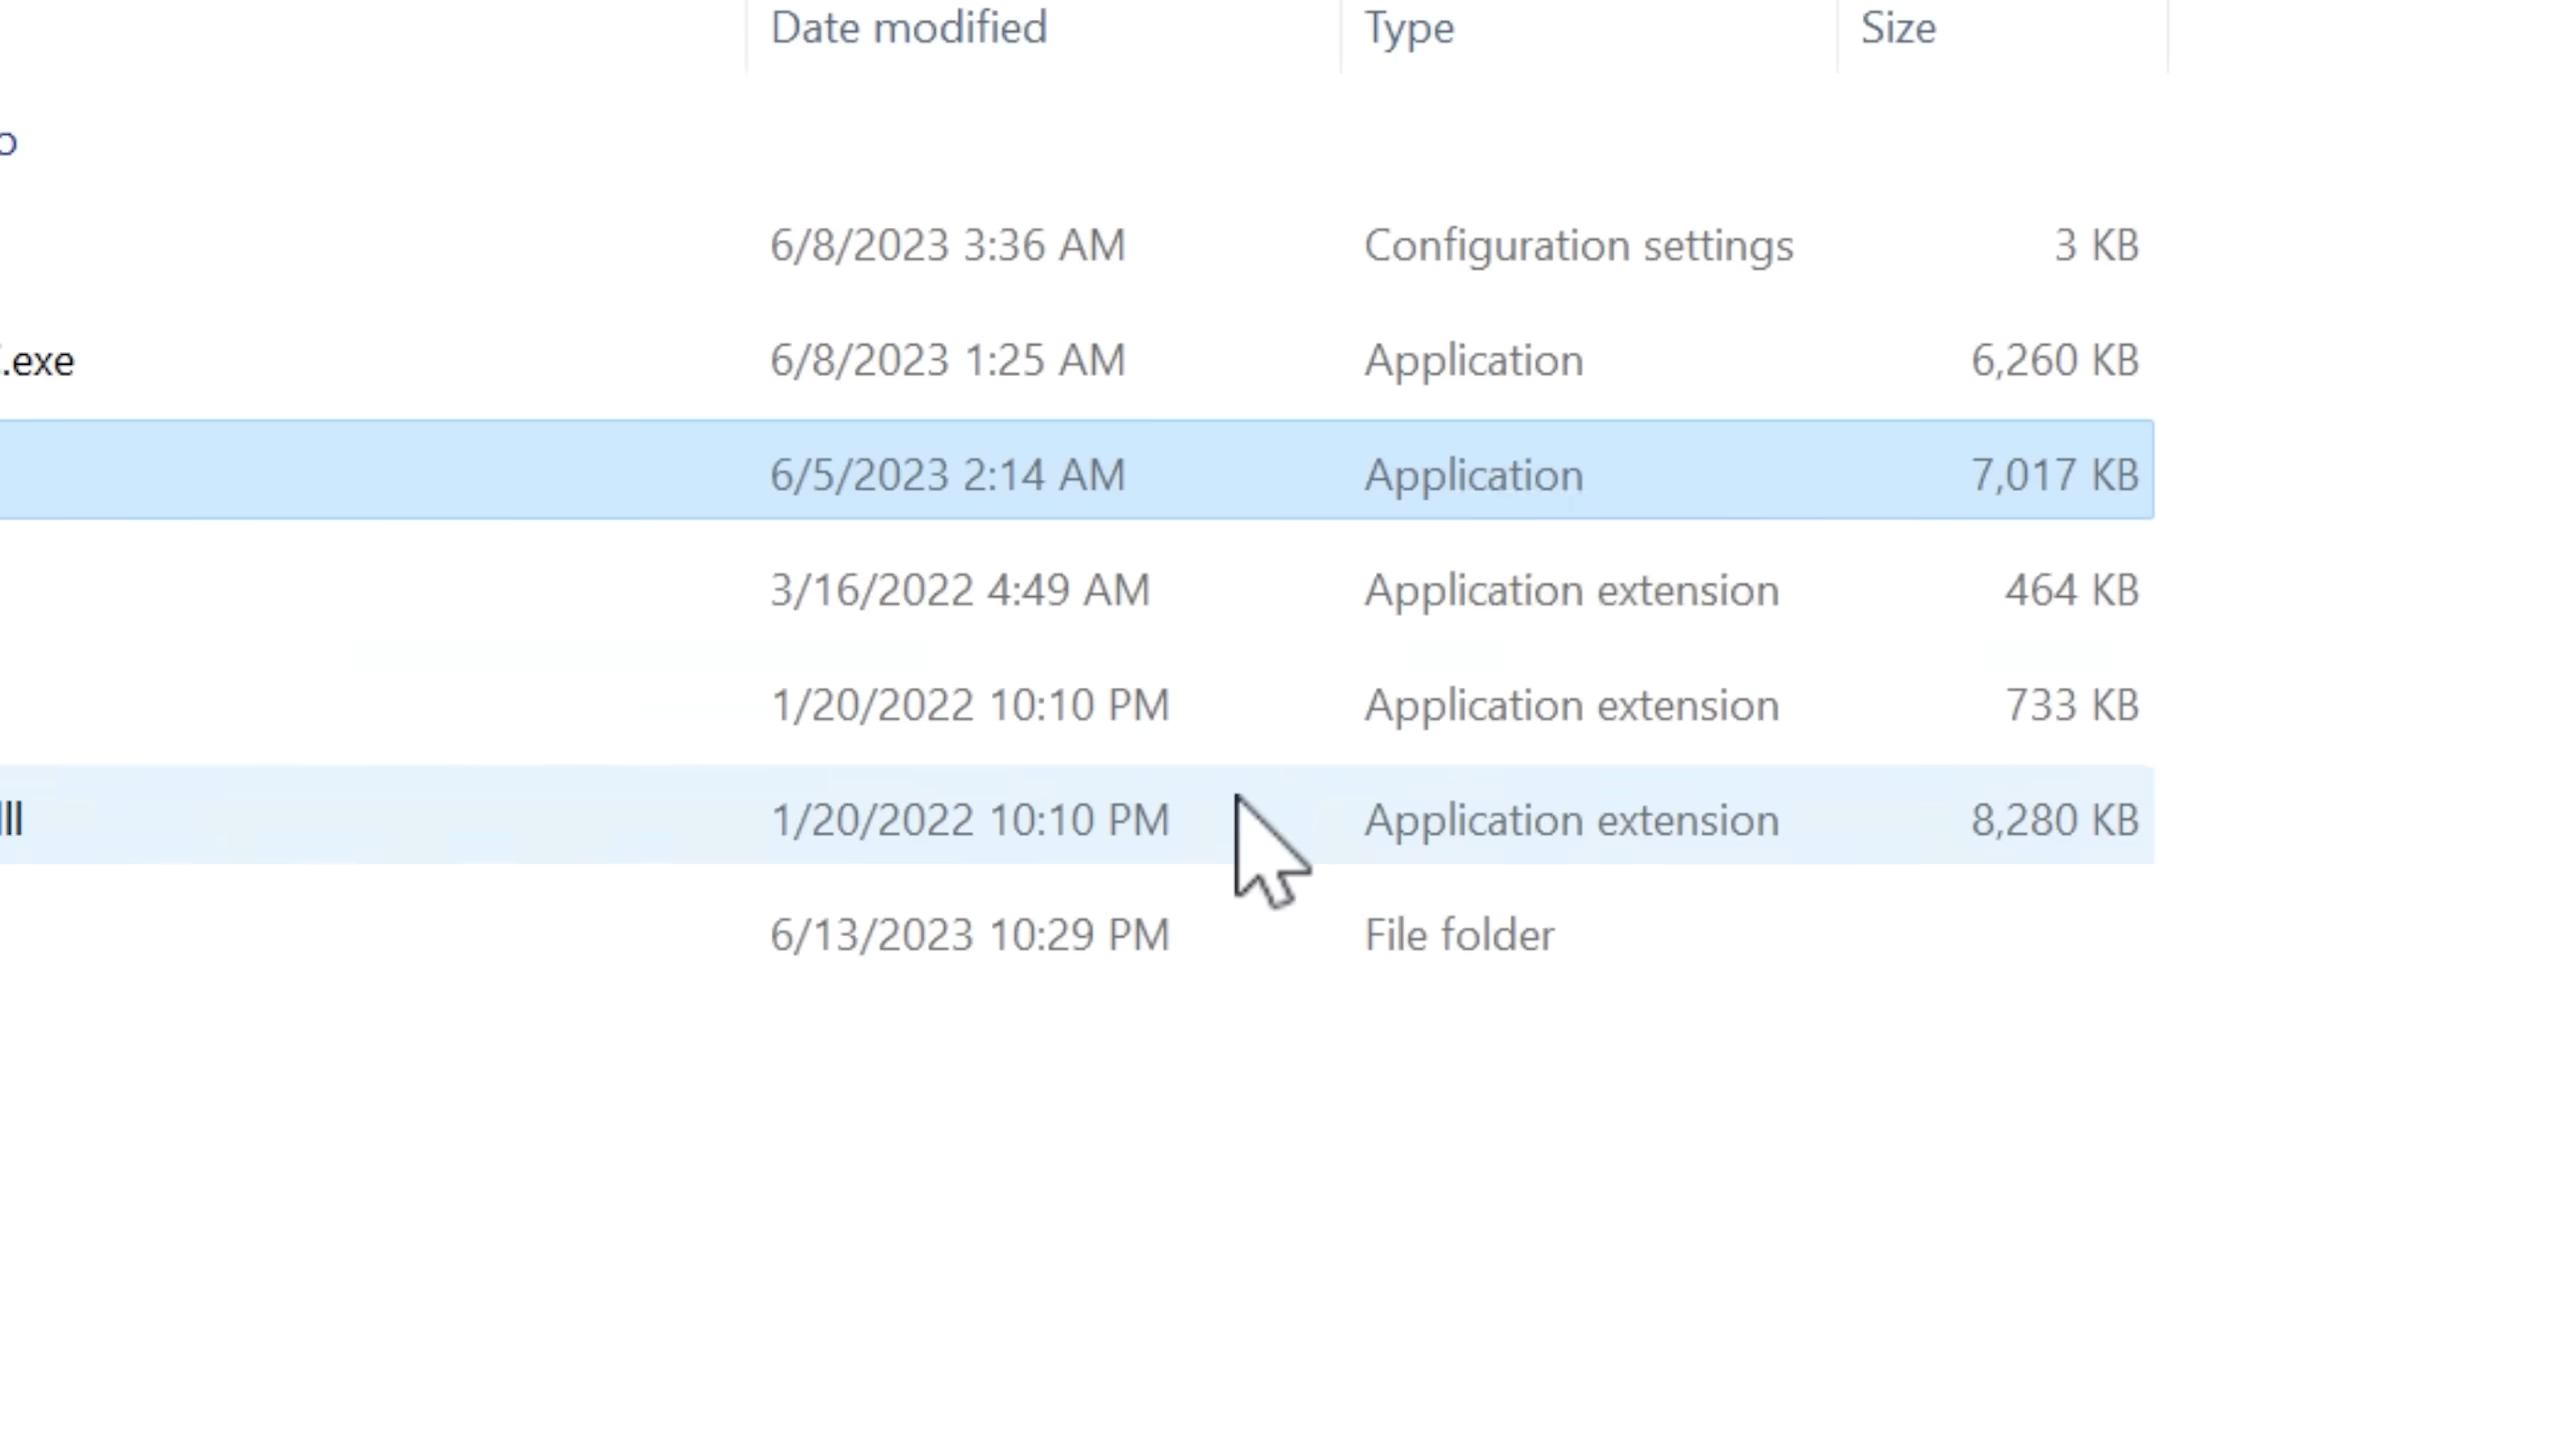 Date modified Type Size
o
6/8/2023 3:36 AM Configuration settings 3 KB
.exe 6/8/2023 1:25 AM Application 6,260 KB
6/5/2023 2:14 AM Application 7,017 KB
3/16/2022 4:49 AM Application extension 464 KB
1/20/2022 10:10 PM Application extension 733 KB
ll 1/20/2022 10:10 PM Application extension 8,280 KB
6/13/2023 10:29 PM File folder